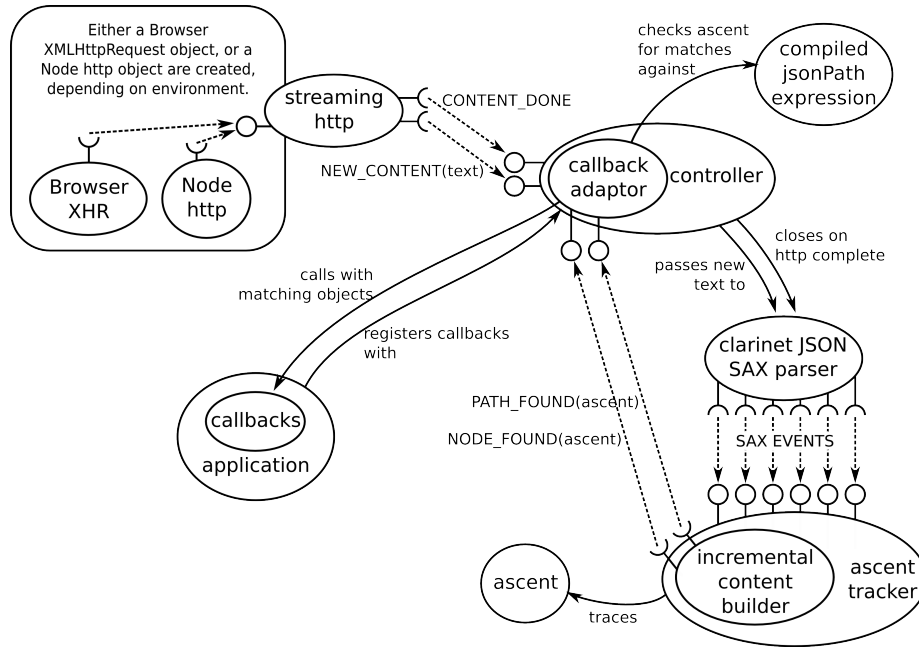 Either a Browser
XMLHttpRequest object, or a
Node http object are created,
depending on environment.
streaming
http
Browser
XHR
Node
http
CONTENT_DONE
NEW_CONTENT(text)
checks ascent
for matches
against
compiled
jsonPath
expression
callback
adaptor
controller
calls with
matching objects
registers callbacks
with
passes new
text to
closes on
http complete
clarinet JSON
SAX parser
callbacks
application
PATH_FOUND(ascent)
NODE_FOUND(ascent)
SAX EVENTS
incremental
content
builder
ascent
tracker
ascent
traces